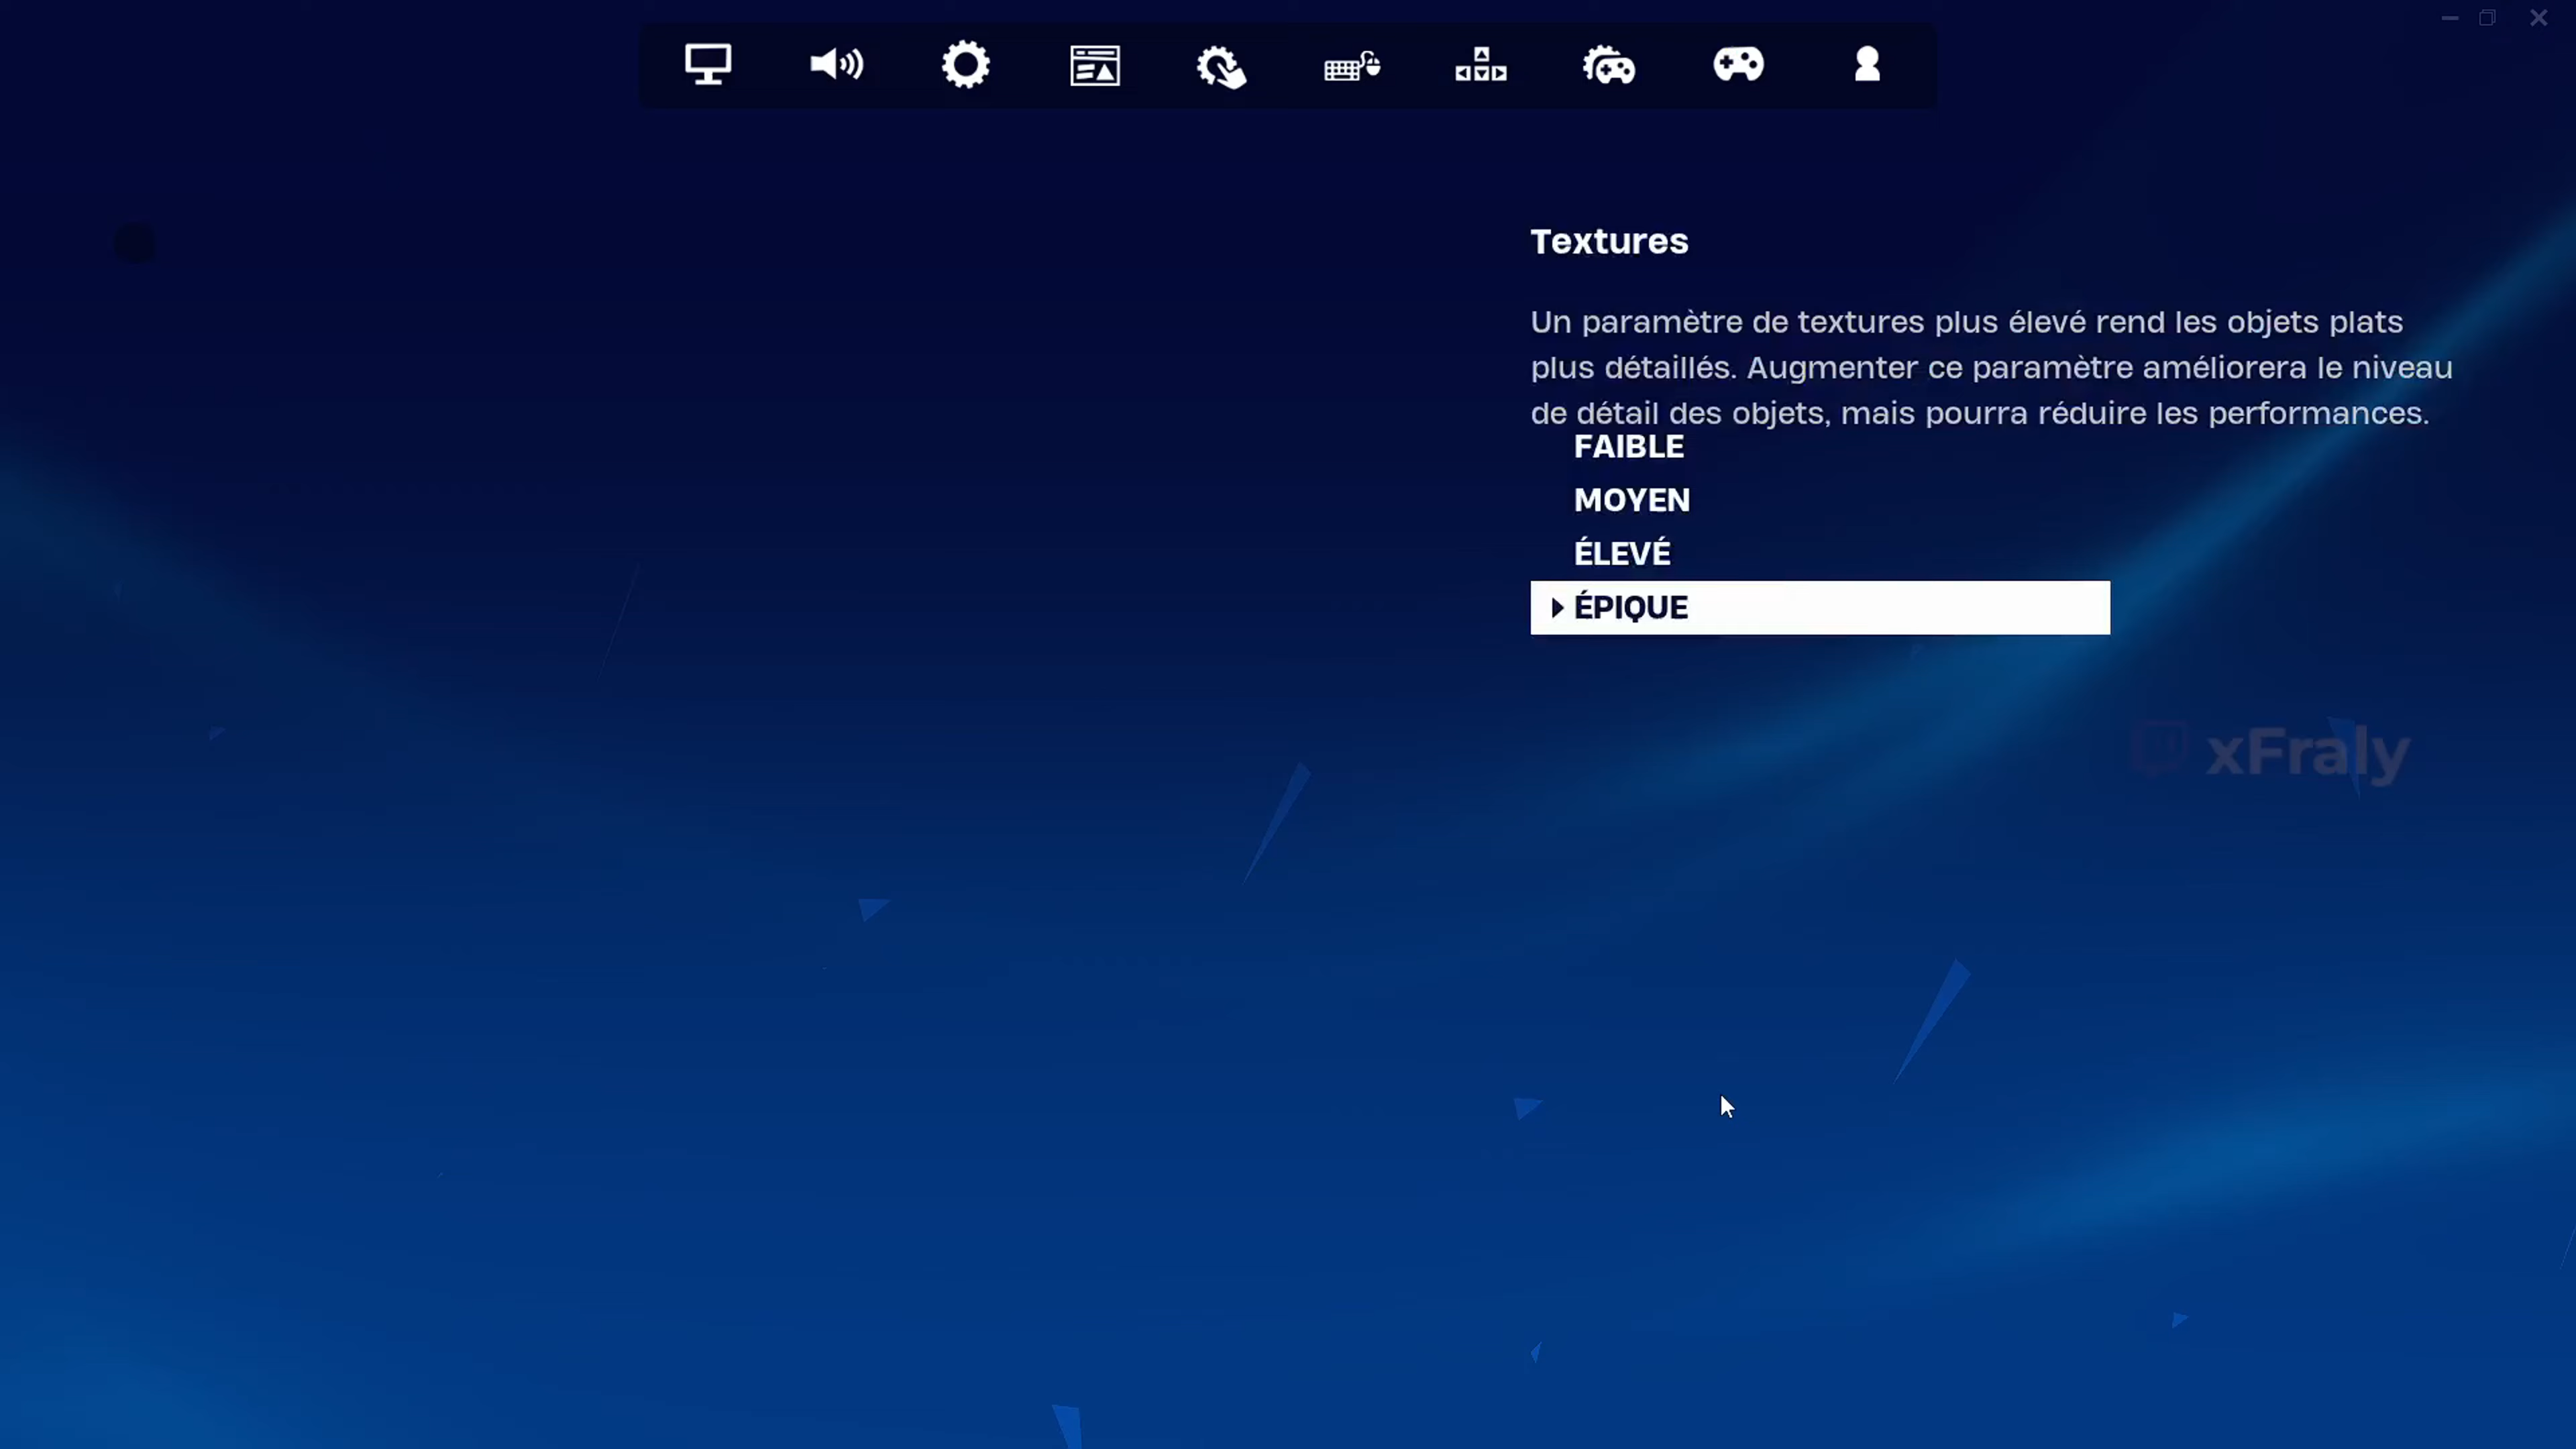 Textures
Un paramètre de textures plus élevé rend les objets plats
plus détaillés. Augmenter ce paramètre améliorera le niveau
de détail des objets, mais pourra réduire les performances.
FAIBLE
MOYEN
ÉLEVÉ
ÉPIQUE
xFraly